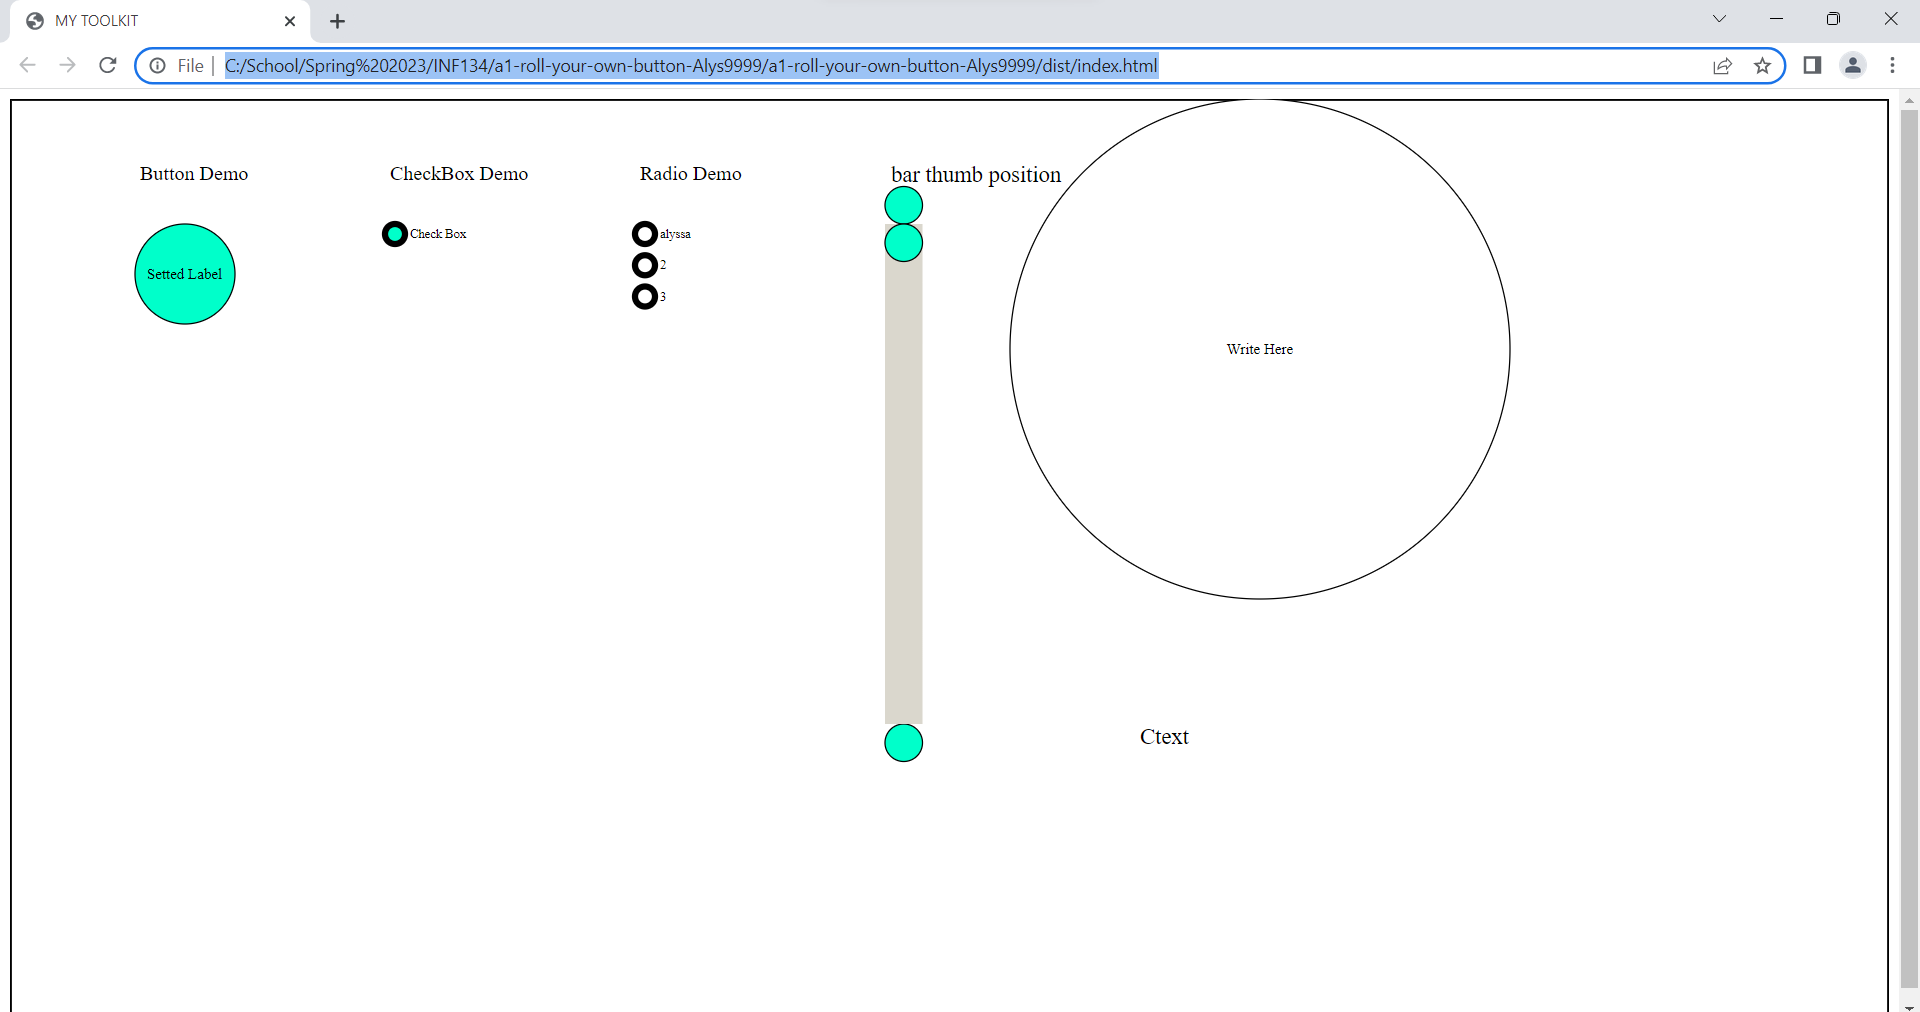 MY TOOLKIT
File C:/School/Spring%202023/INF134/a1-roll-your-own-button-Alys9999/a1-roll-your-own-button-Alys9999/dist/index.html
Button Demo
CheckBox Demo
Radio Demo
bar thumb position
Setted Label
Check Box
alyssa
2
3
Write Here
Ctext